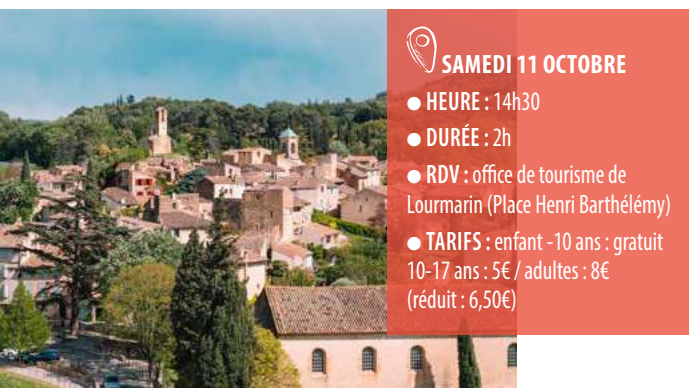 SAMEDI 11 OCTOBRE
● HEURE : 14h30
● DURÉE : 2h
● RDV : office de tourisme de
Lourmarin (Place Henri Barthélémy)
● TARIFS : enfant -10 ans : gratuit
10-17 ans : 5€ / adultes : 8€
(réduit : 6,50€)